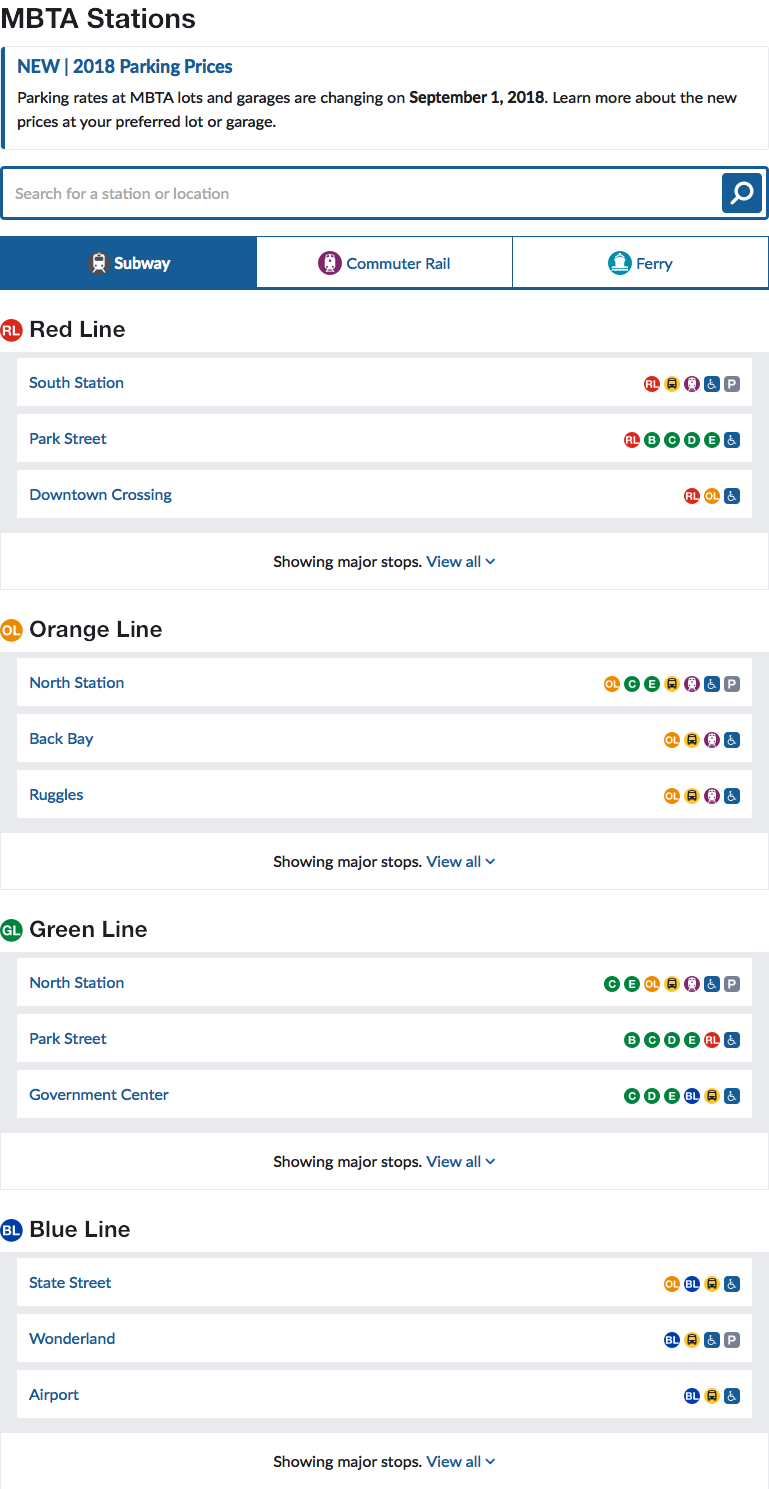 MBTA Stations
NEW | 2018 Parking Prices
Parking rates at MBTA lots and garages are changing on September 1, 2018. Learn more about the new
prices at your preferred lot or garage.
Search for a station or location
Subway Commuter Rail Ferry
RL Red Line
South Station RL P
Park Street RL B C D E
Downtown Crossing RL OL
Showing major stops. View all
OL Orange Line
North Station OL C E P
Back Bay OL
Ruggles OL
Showing major stops. View all
GL Green Line
North Station C E OL P
Park Street B C D E RL
Government Center C D E BL
Showing major stops. View all
BL Blue Line
State Street OL BL
Wonderland BL P
Airport BL
Showing major stops. View all